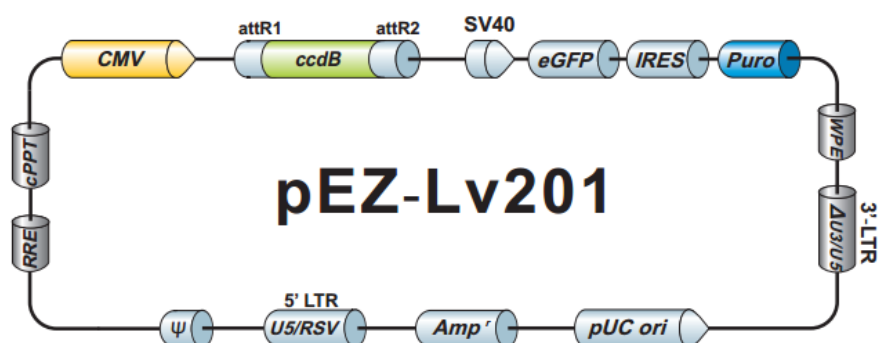 attR1 attR2 SV40
CMV ccdB eGFP IRES Puro
cPPT
WPE
pEZ-Lv201
RRE
ΔU3/U5
3'-LTR
5' LTR
ψ U5/RSV Amp r pUC ori